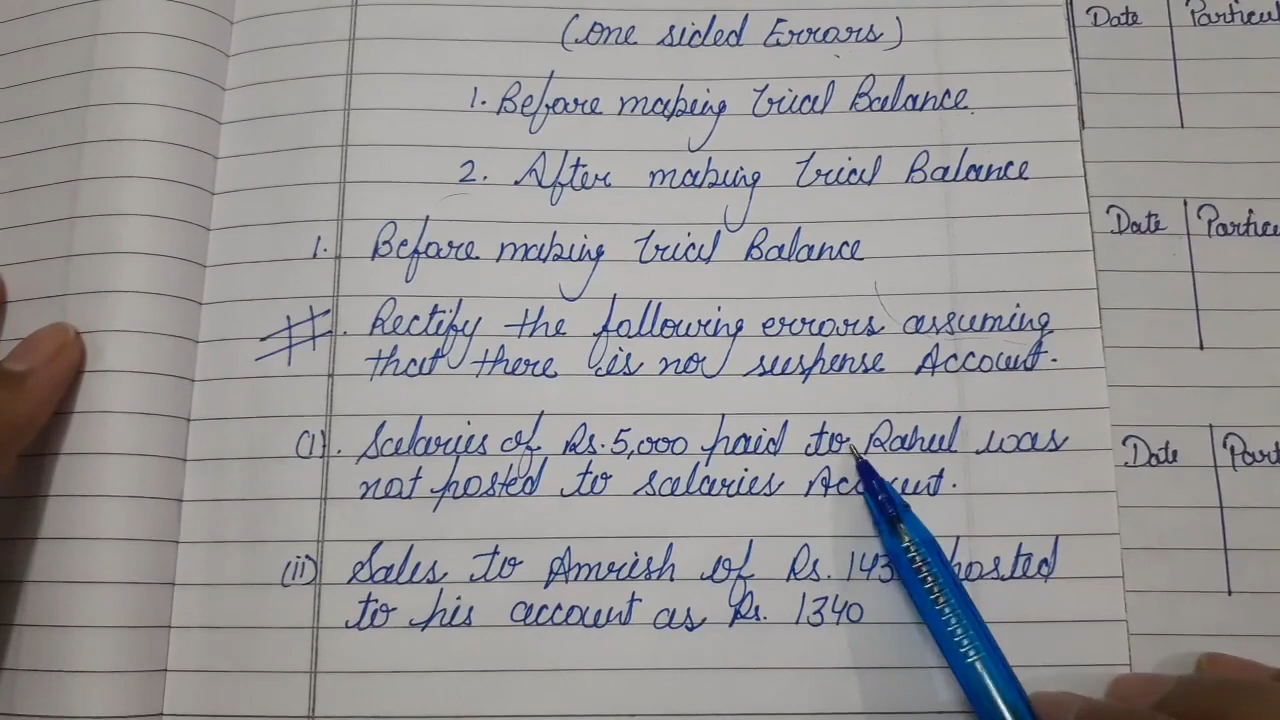 (One sided Errors)
1. Before making trial Balance
2. After making trial Balance
1. Before making trial Balance
#. Rectify the following errors assuming
that there is no suspense Account.
(i). Salaries of Rs. 5,000 paid to Rahul was
not posted to salaries Account.
(ii) Sales to Amrish of Rs. 143 posted
to his account as Rs. 1340
Date
Date
Date